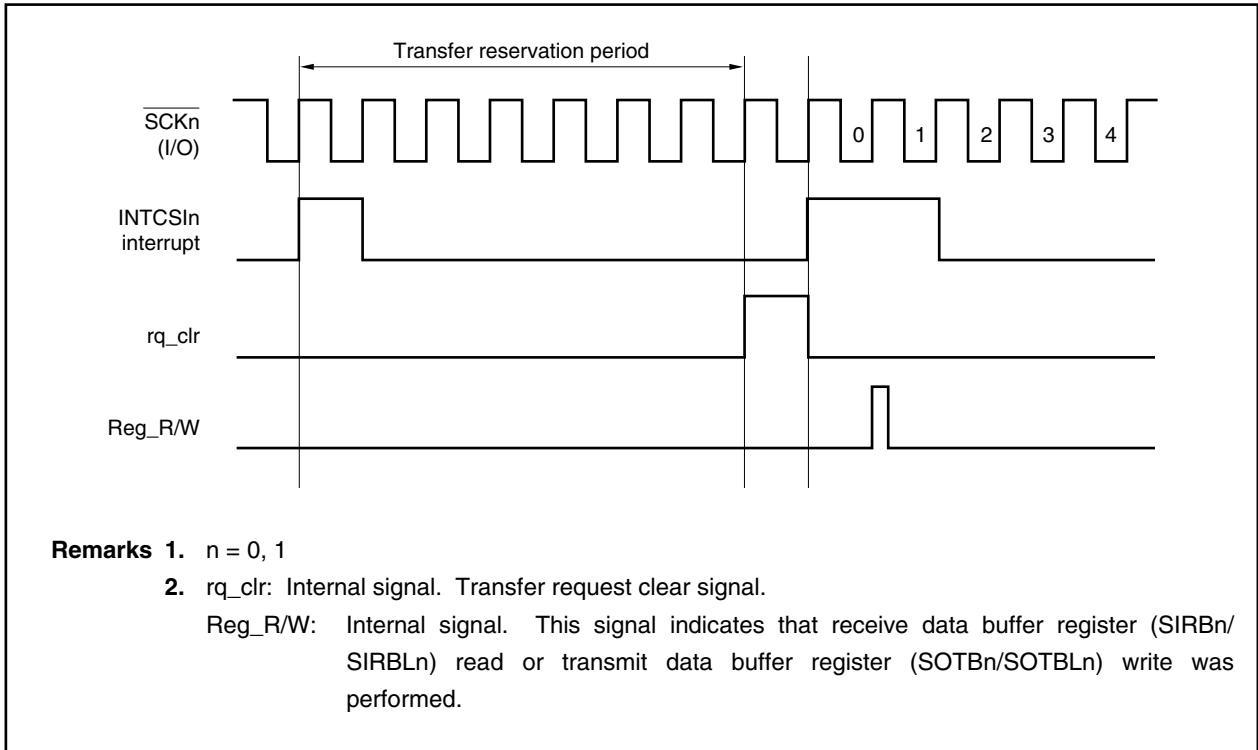 Transfer reservation period
SCKn
(I/O)
0 1 2 3 4
INTCSIn
interrupt
rq_clr
Reg_R/W
Remarks 1. n = 0, 1
2. rq_clr: Internal signal. Transfer request clear signal.
Reg_R/W: Internal signal. This signal indicates that receive data buffer register (SIRBn/
SIRBLn) read or transmit data buffer register (SOTBn/SOTBLn) write was
performed.